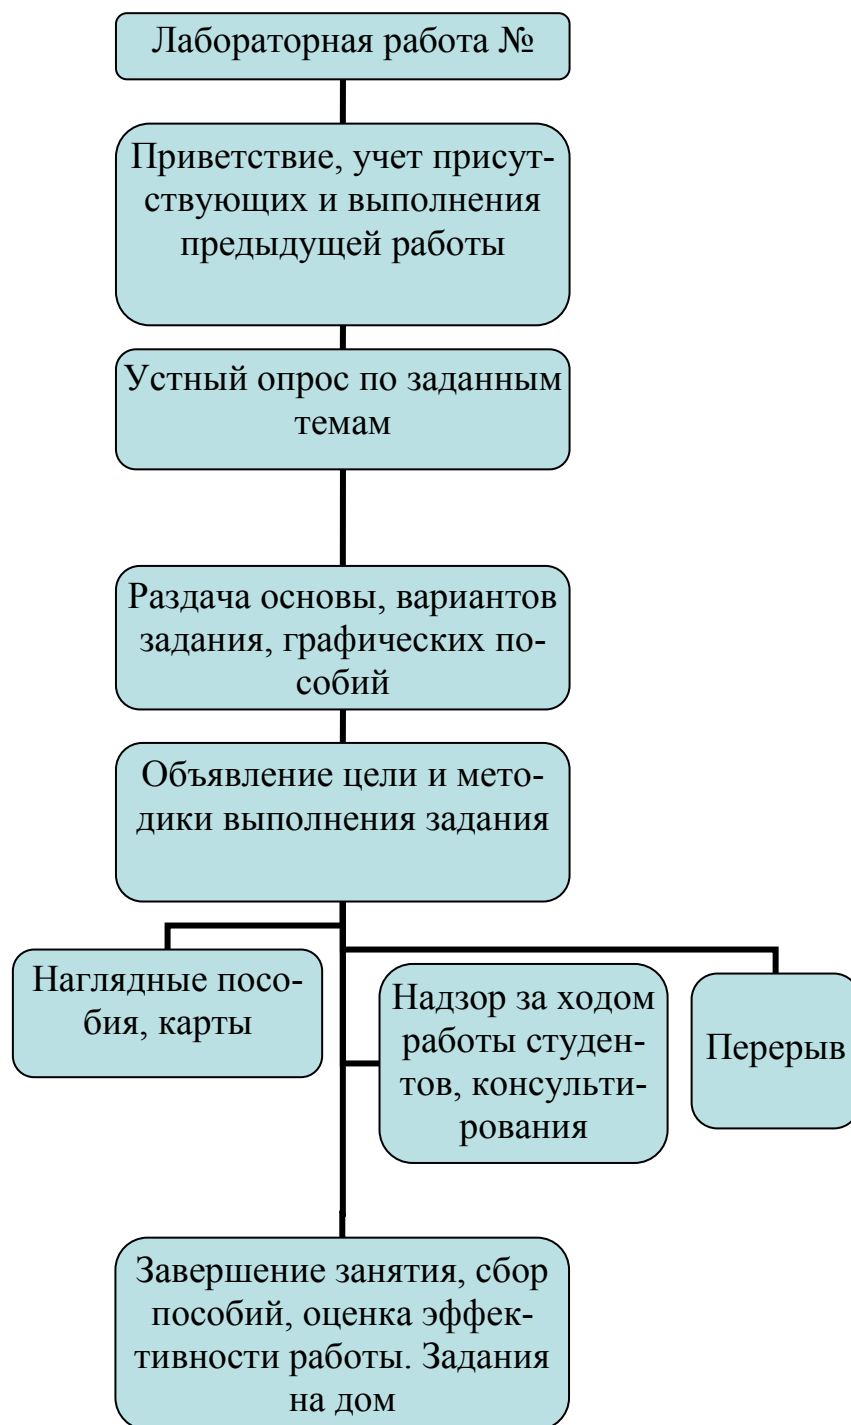 Лабораторная работа №
Приветствие, учет присут-
ствующих и выполнения
предыдущей работы
Устный опрос по заданным
темам
Раздача основы, вариантов
задания, графических по-
собий
Объявление цели и мето-
дики выполнения задания
Наглядные посо-
бия, карты
Надзор за ходом
работы студен-
тов, консульти-
рования
Перерыв
Завершение занятия, сбор
пособий, оценка эффек-
тивности работы. Задания
на дом